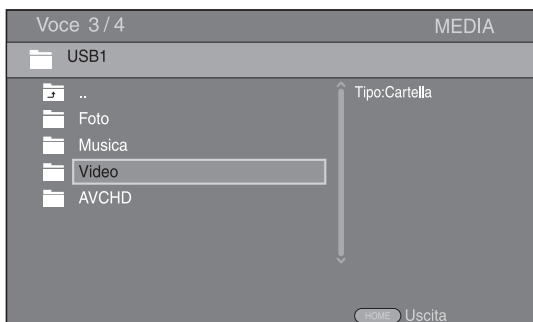 Voce 3 / 4 MEDIA
USB1
..
Tipo:Cartella
Foto
Musica
Video
AVCHD
HOME Uscita